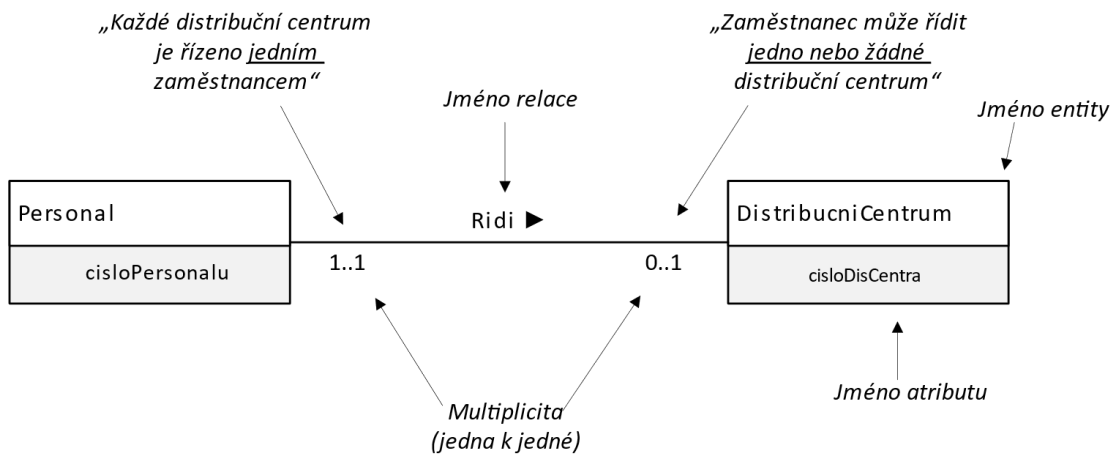 „Každé distribuční centrum
je řízeno jedním
zaměstnancem“
„Zaměstnanec může řídit
jedno nebo žádné
distribuční centrum“
Jméno relace
Jméno entity
Personal
Ridi ►
DistribucniCentrum
cisloPersonalu
1..1
0..1
cisloDisCentra
Jméno atributu
Multiplicita
(jedna k jedné)